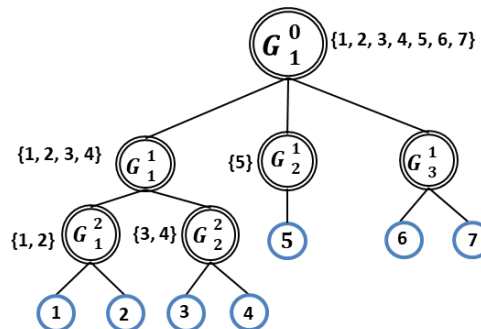 G 0 1 {1, 2, 3, 4, 5, 6, 7}
{1, 2, 3, 4} G 1 1
{5} G 1 2
G 1 3
{1, 2} G 2 1
{3, 4} G 2 2
5
6
7
1
2
3
4